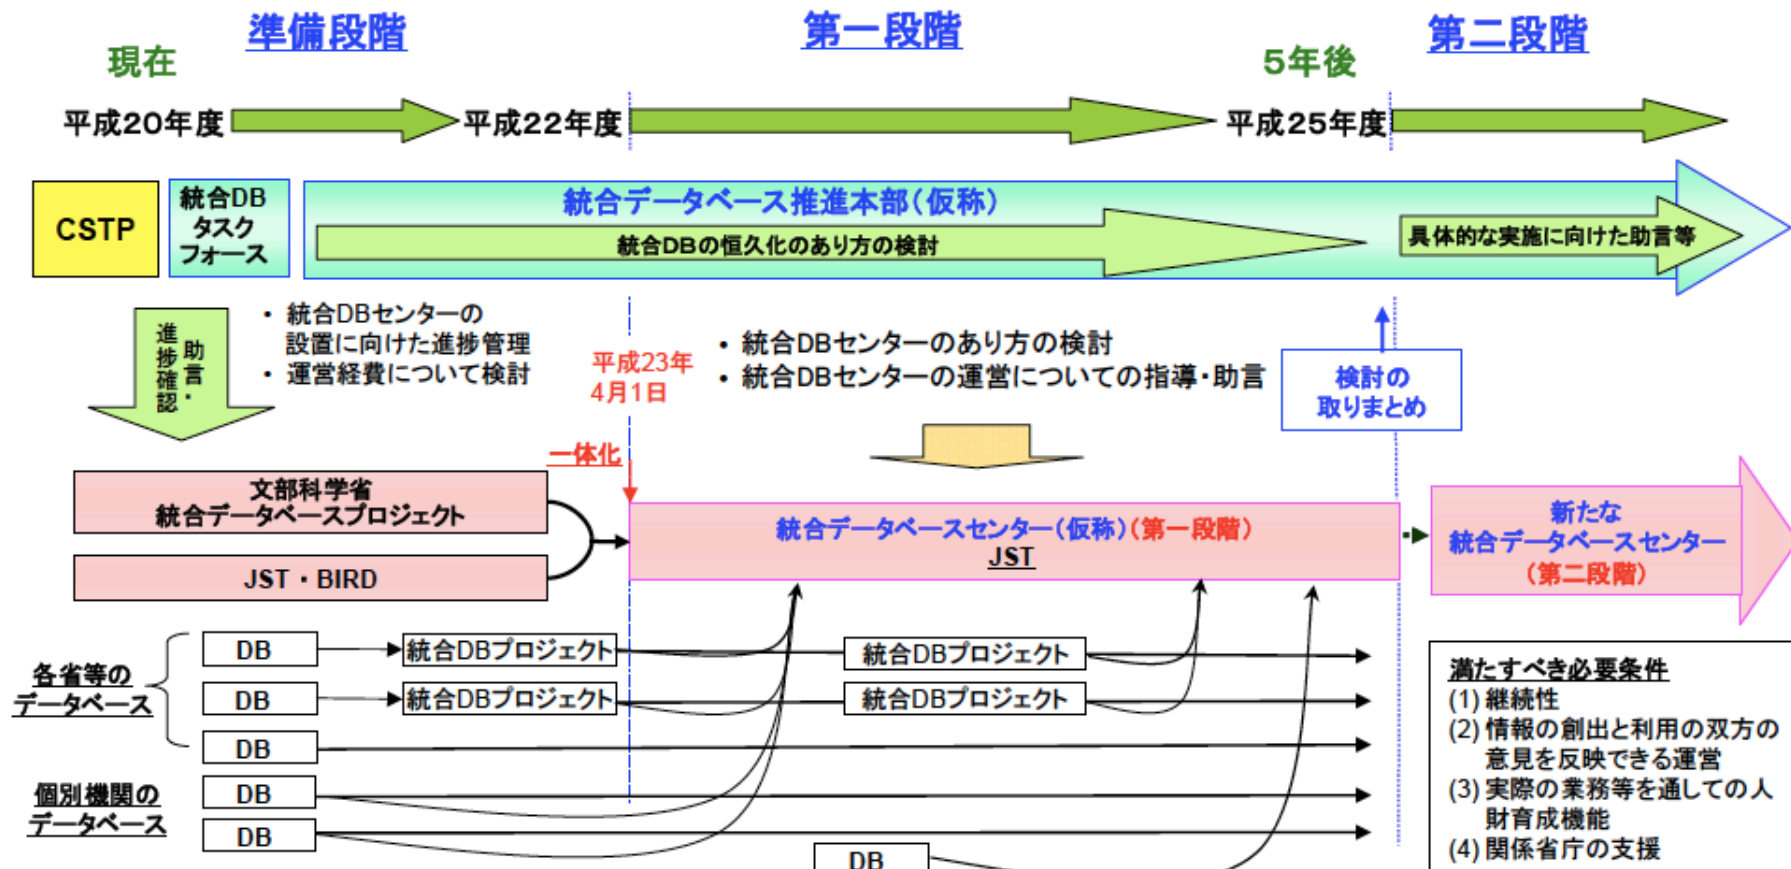 準備段階
第一段階
第二段階
現在
5年後
平成20年度
平成22年度
平成25年度
CSTP
統合DB
タスク
フォース
統合データベース推進本部(仮称)
統合DBの恒久化のあり方の検討
具体的な実施に向けた助言等
助言・
進捗確認
・ 統合DBセンターの
設置に向けた進捗管理
・ 運営経費について検討
平成23年
4月1日
・ 統合DBセンターのあり方の検討
・ 統合DBセンターの運営についての指導・助言
検討の
取りまとめ
一体化
文部科学省
統合データベースプロジェクト
JST・BIRD
統合データベースセンター(仮称)(第一段階)
JST
新たな
統合データベースセンター
(第二段階)
各省等の
データベース
DB
統合DBプロジェクト
統合DBプロジェクト
DB
統合DBプロジェクト
統合DBプロジェクト
DB
個別機関の
データベース
DB
DB
DB
満たすべき必要条件
(1) 継続性
(2) 情報の創出と利用の双方の
意見を反映できる運営
(3) 実際の業務等を通しての人
財育成機能
(4) 関係省庁の支援